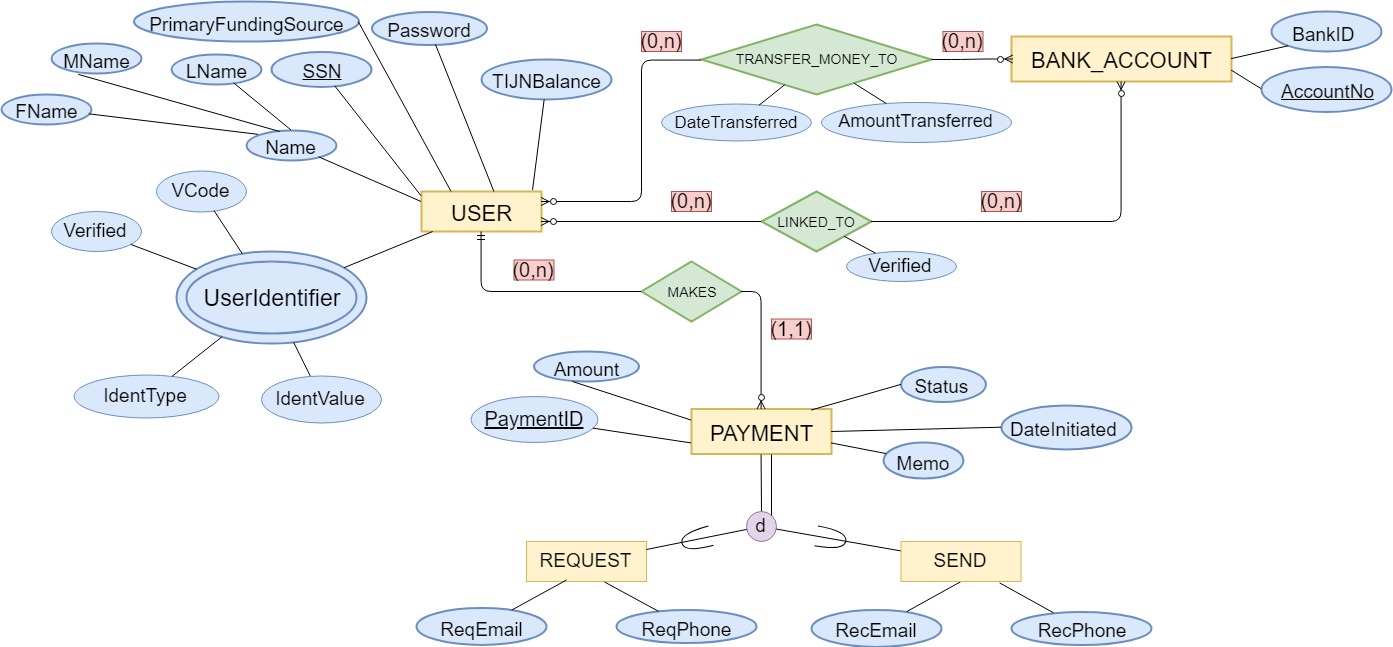 PrimaryFundingSource
Password
MName
LName
SSN
TIJNBalance
FName
Name
(0,n)
TRANSFER_MONEY_TO
(0,n)
BANK_ACCOUNT
BankID
AccountNo
DateTransferred
AmountTransferred
VCode
Verified
USER
(0,n)
LINKED_TO
(0,n)
Verified
UserIdentifier
(0,n)
MAKES
(1,1)
IdentType
IdentValue
Amount
PaymentID
PAYMENT
Status
DateInitiated
Memo
d
REQUEST
SEND
ReqEmail
ReqPhone
RecEmail
RecPhone